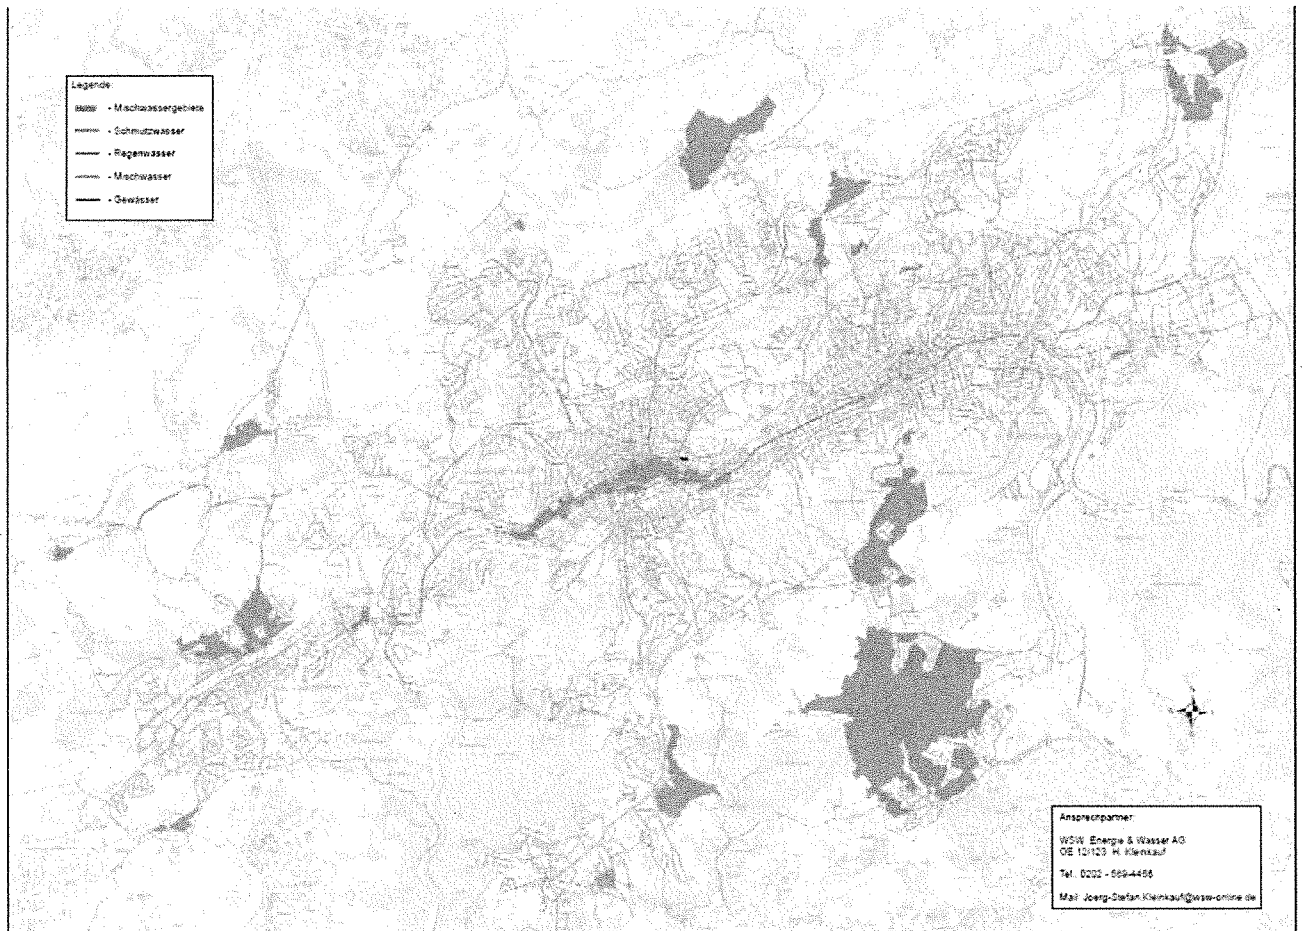 Legende:
- Mischwassergebiete
- Schmutzwasser
- Regenwasser
- Mischwasser
- Gewässer
Ansprechpartner:
WSW Energie & Wasser AG
OE 12/123 H. Kleinkauf
Tel.: 0202 - 569-4456
Mail: Joerg-Stefan.Kleinkauf@wsw-online.de